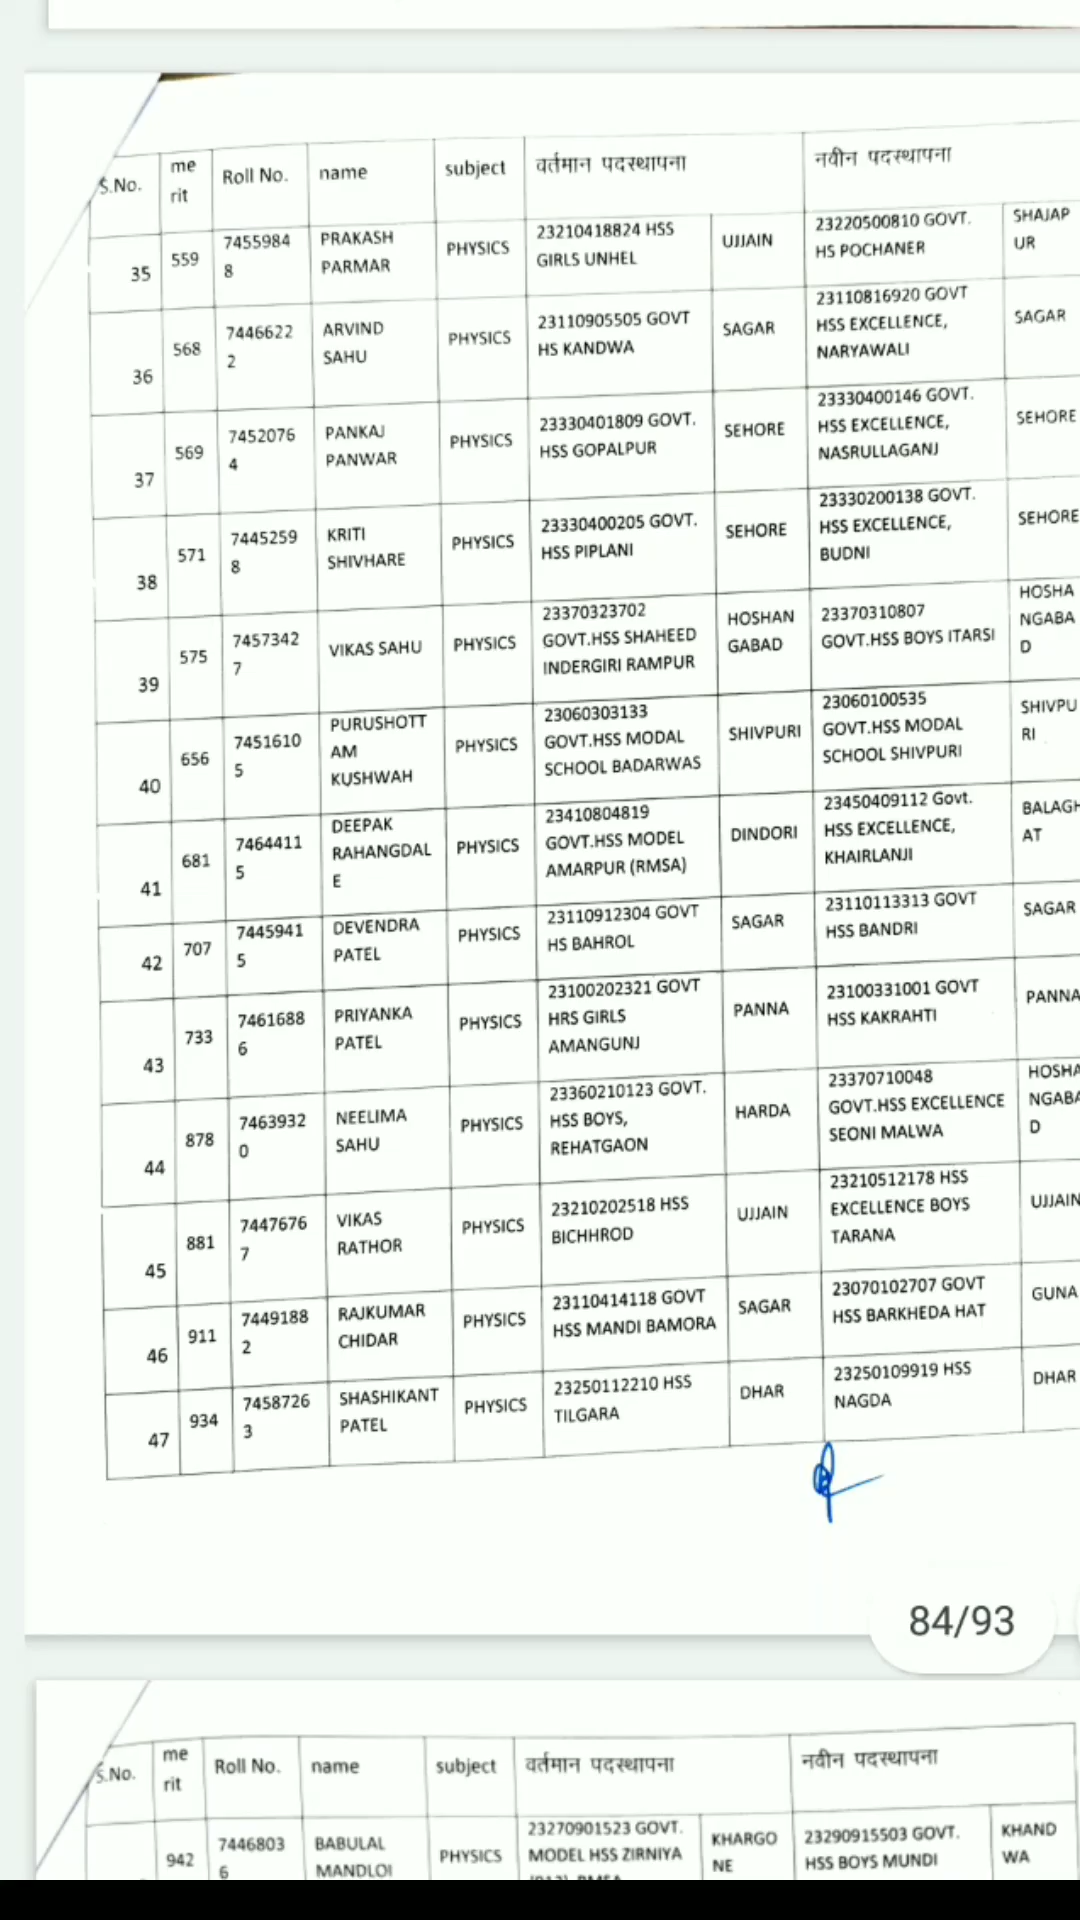 S.No. me rit Roll No. name subject वर्तमान पदस्थापना नवीन पदस्थापना
35 559 7455984 8 PRAKASH PARMAR PHYSICS 23210418824 HSS GIRLS UNHEL UJJAIN 23220500810 GOVT. HS POCHANER SHAJAP UR
36 568 7446622 2 ARVIND SAHU PHYSICS 23110905505 GOVT HS KANDWA SAGAR 23110816920 GOVT HSS EXCELLENCE, NARYAWALI SAGAR
37 569 7452076 4 PANKAJ PANWAR PHYSICS 23330401809 GOVT. HSS GOPALPUR SEHORE 23330400146 GOVT. HSS EXCELLENCE, NASRULLAGANJ SEHORE
38 571 7445259 8 KRITI SHIVHARE PHYSICS 23330400205 GOVT. HSS PIPLANI SEHORE 23330200138 GOVT. HSS EXCELLENCE, BUDNI SEHORE
39 575 7457342 7 VIKAS SAHU PHYSICS 23370323702 GOVT.HSS SHAHEED INDERGIRI RAMPUR HOSHAN GABAD 23370310807 GOVT.HSS BOYS ITARSI HOSHA NGABA D
40 656 7451610 5 PURUSHOTT AM KUSHWAH PHYSICS 23060303133 GOVT.HSS MODAL SCHOOL BADARWAS SHIVPURI 23060100535 GOVT.HSS MODAL SCHOOL SHIVPURI SHIVPU RI
41 681 7464411 5 DEEPAK RAHANGDAL E PHYSICS 23410804819 GOVT.HSS MODEL AMARPUR (RMSA) DINDORI 23450409112 Govt. HSS EXCELLENCE, KHAIRLANJI BALAGH AT
42 707 7445941 5 DEVENDRA PATEL PHYSICS 23110912304 GOVT HS BAHROL SAGAR 23110113313 GOVT HSS BANDRI SAGAR
43 733 7461688 6 PRIYANKA PATEL PHYSICS 23100202321 GOVT HRS GIRLS AMANGUNJ PANNA 23100331001 GOVT HSS KAKRAHTI PANNA
44 878 7463932 0 NEELIMA SAHU PHYSICS 23360210123 GOVT. HSS BOYS, REHATGAON HARDA 23370710048 GOVT.HSS EXCELLENCE SEONI MALWA HOSHA NGABA D
45 881 7447676 7 VIKAS RATHOR PHYSICS 23210202518 HSS BICHHROD UJJAIN 23210512178 HSS EXCELLENCE BOYS TARANA UJJAIN
46 911 7449188 2 RAJKUMAR CHIDAR PHYSICS 23110414118 GOVT HSS MANDI BAMORA SAGAR 23070102707 GOVT HSS BARKHEDA HAT GUNA
47 934 7458726 3 SHASHIKANT PATEL PHYSICS 23250112210 HSS TILGARA DHAR 23250109919 HSS NAGDA DHAR
84/93
S.No. me rit Roll No. name subject वर्तमान पदस्थापना नवीन पदस्थापना
942 7446803 6 BABULAL MANDLOI PHYSICS 23270901523 GOVT. MODEL HSS ZIRNIYA KHARGO NE 23290915503 GOVT. HSS BOYS MUNDI KHAND WA